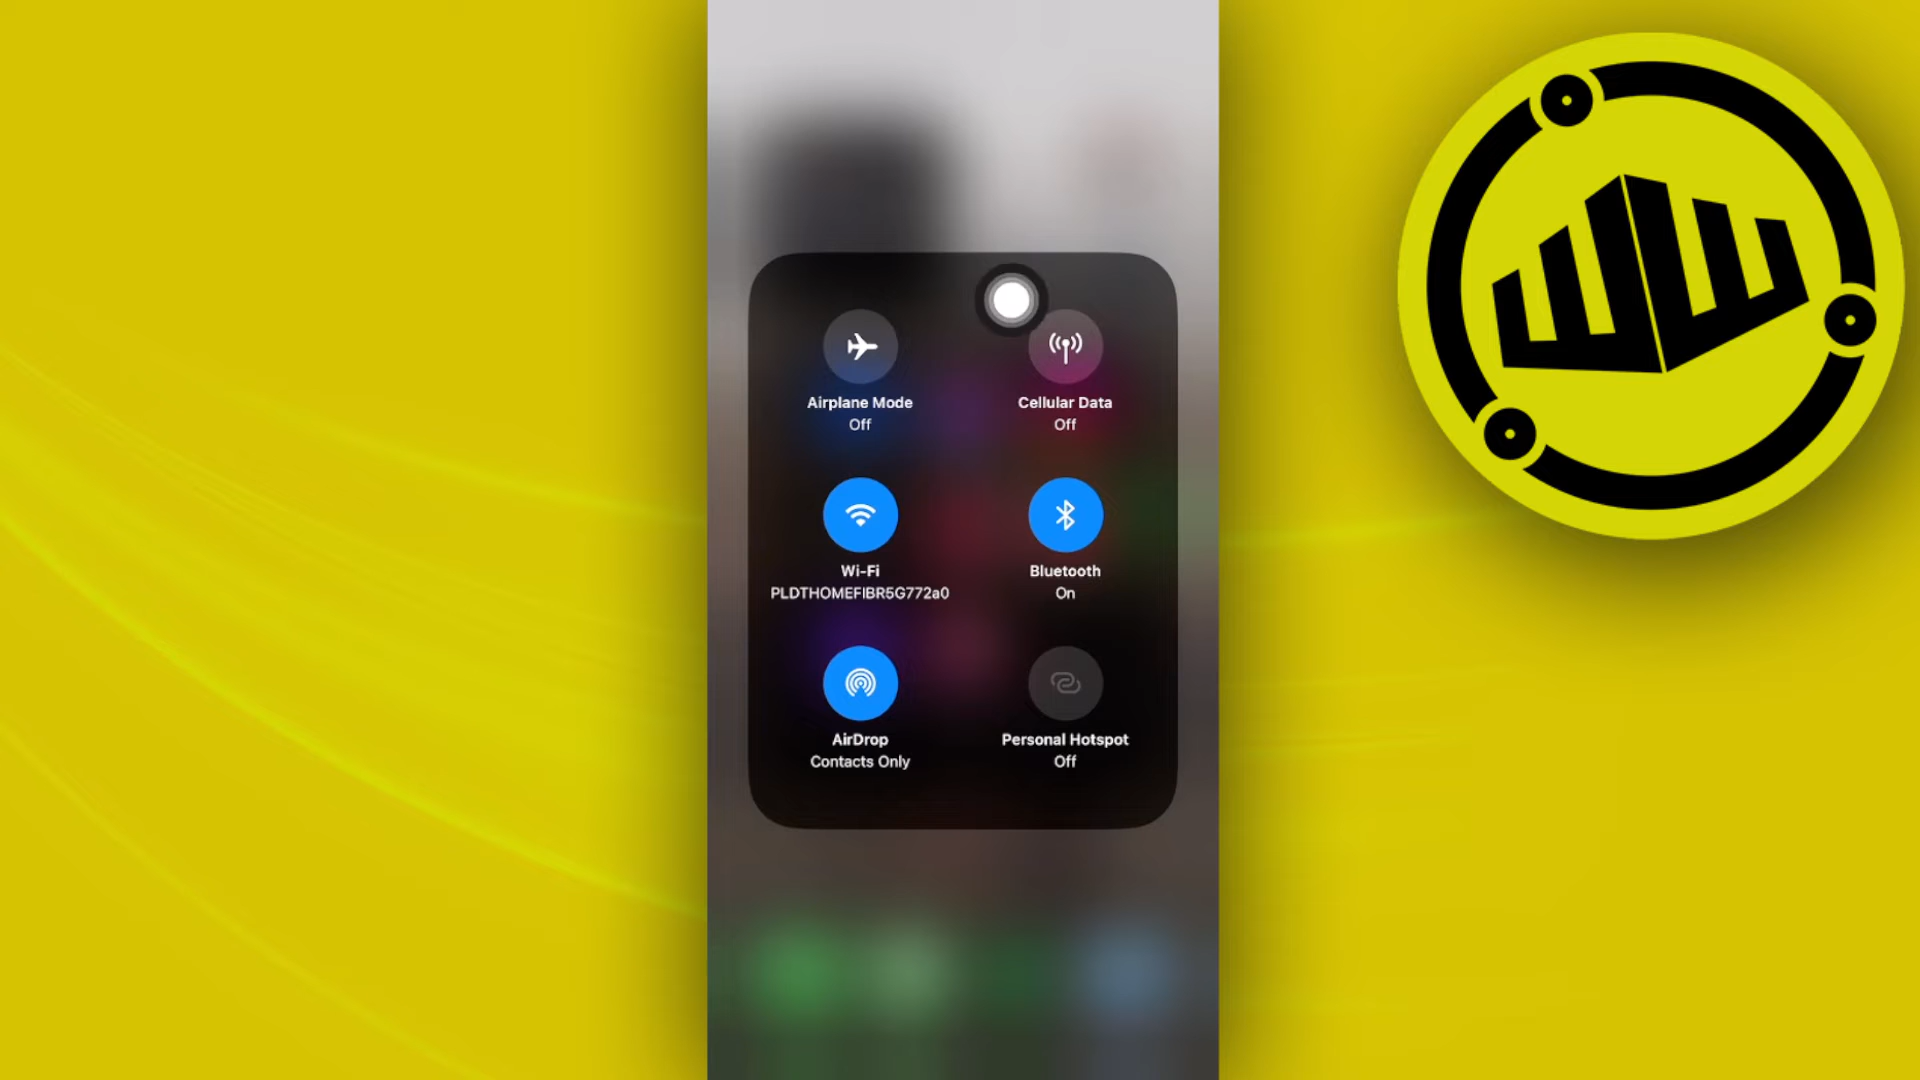 Airplane Mode
Off
Cellular Data
Off
Wi-Fi
PLDTHOMEFIBR5G772a0
Bluetooth
On
AirDrop
Contacts Only
Personal Hotspot
Off